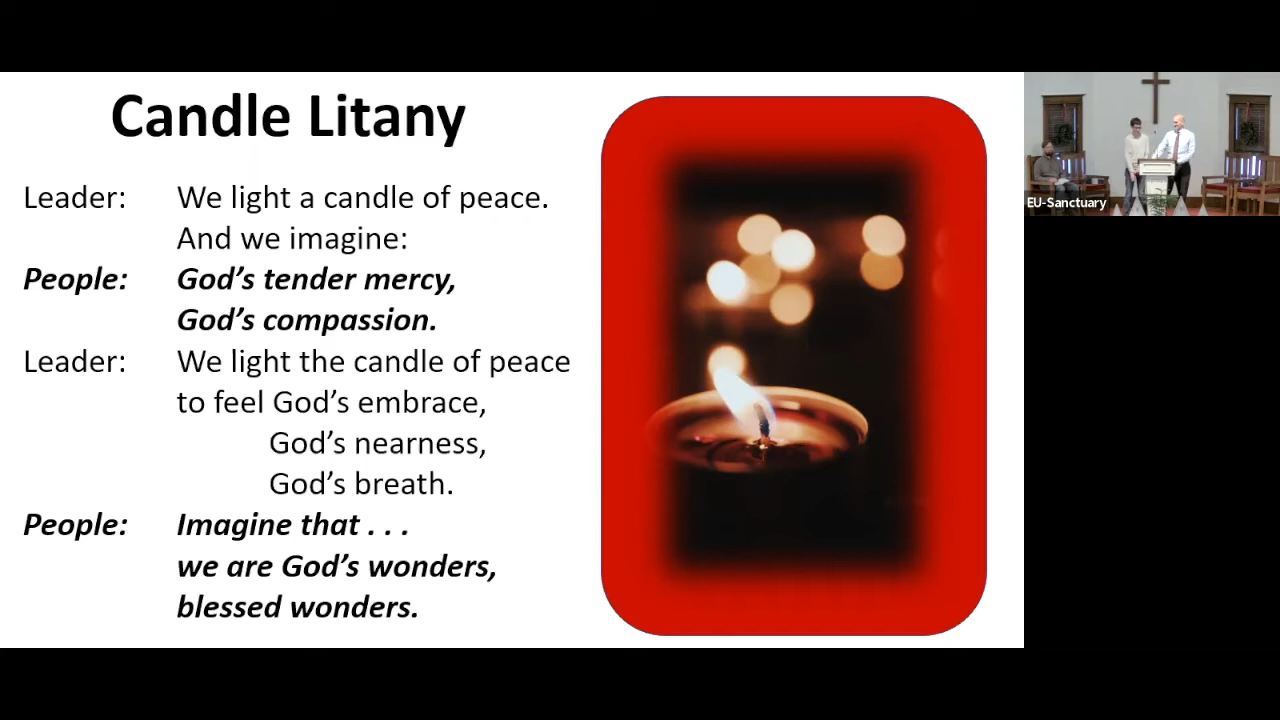 Candle Litany
Leader: We light a candle of peace.
And we imagine:
People: God’s tender mercy,
God’s compassion.
Leader: We light the candle of peace
to feel God’s embrace,
God’s nearness,
God’s breath.
People: Imagine that . . .
we are God’s wonders,
blessed wonders.
EU-Sanctuary